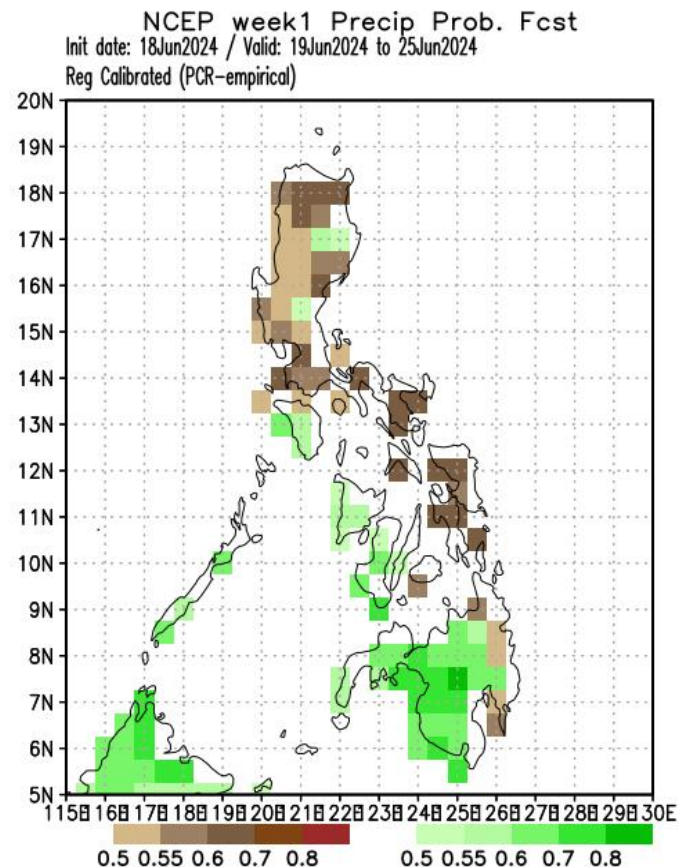 NCEP week1 Precip Prob. Fcst
Init date: 18Jun2024 / Valid: 19Jun2024 to 25Jun2024
Reg Calibrated (PCR-empirical)
20N
19N
18N
17N
16N
15N
14N
13N
12N
11N
10N
9N
8N
7N
6N
5N
115E 116E 117E 118E 119E 120E 121E 122E 123E 124E 125E 126E 127E 128E 129E 130E
0.5 0.55 0.6 0.7 0.8 0.5 0.55 0.6 0.7 0.8